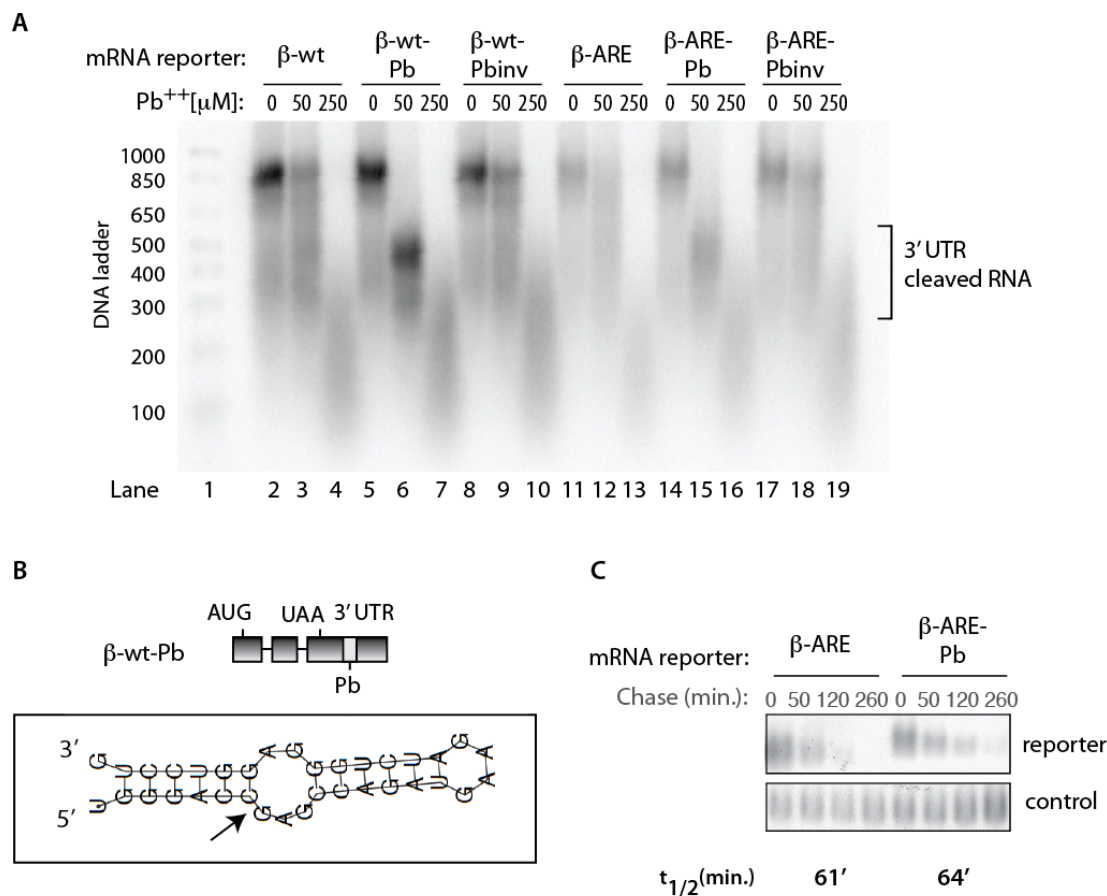 A
mRNA reporter: β-wt β-wt-Pb β-wt-Pbinv β-ARE β-ARE-Pb β-ARE-Pbinv
Pb++[μM]: 0 50 250 0 50 250 0 50 250 0 50 250 0 50 250 0 50 250
DNA ladder
1000
850
650
500
400
300
200
100
3′ UTR
cleaved RNA
Lane 1 2 3 4 5 6 7 8 9 10 11 12 13 14 15 16 17 18 19
B
AUG UAA 3′ UTR
β-wt-Pb
Pb
3′
5′
C
mRNA reporter: β-ARE β-ARE-Pb
Chase (min.): 0 50 120 260 0 50 120 260
reporter
control
t1/2(min.) 61′ 64′